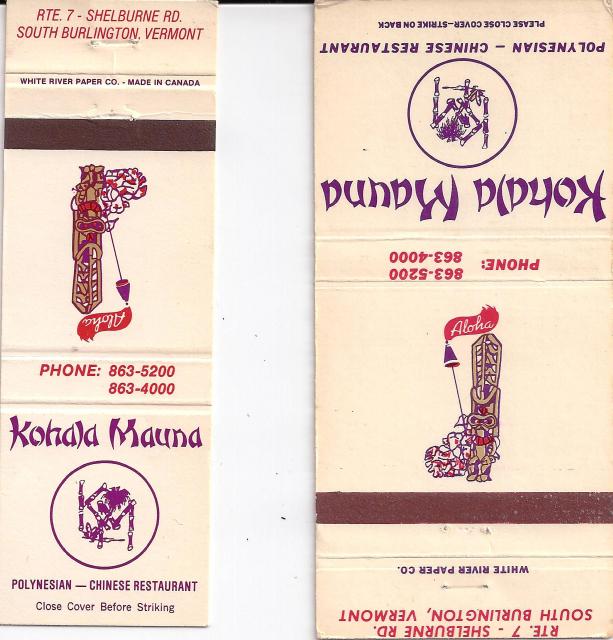 RTE. 7 - SHELBURNE RD.
SOUTH BURLINGTON, VERMONT
WHITE RIVER PAPER CO. - MADE IN CANADA
Aloha
PHONE: 863-5200
863-4000
Kohala Mauna
POLYNESIAN — CHINESE RESTAURANT
Close Cover Before Striking
PLEASE CLOSE COVER—STRIKE ON BACK
POLYNESIAN — CHINESE RESTAURANT
Kohala Mauna
PHONE: 863-5200
863-4000
Aloha
WHITE RIVER PAPER CO.
RTE. 7 - SHELBURNE RD.
SOUTH BURLINGTON, VERMONT